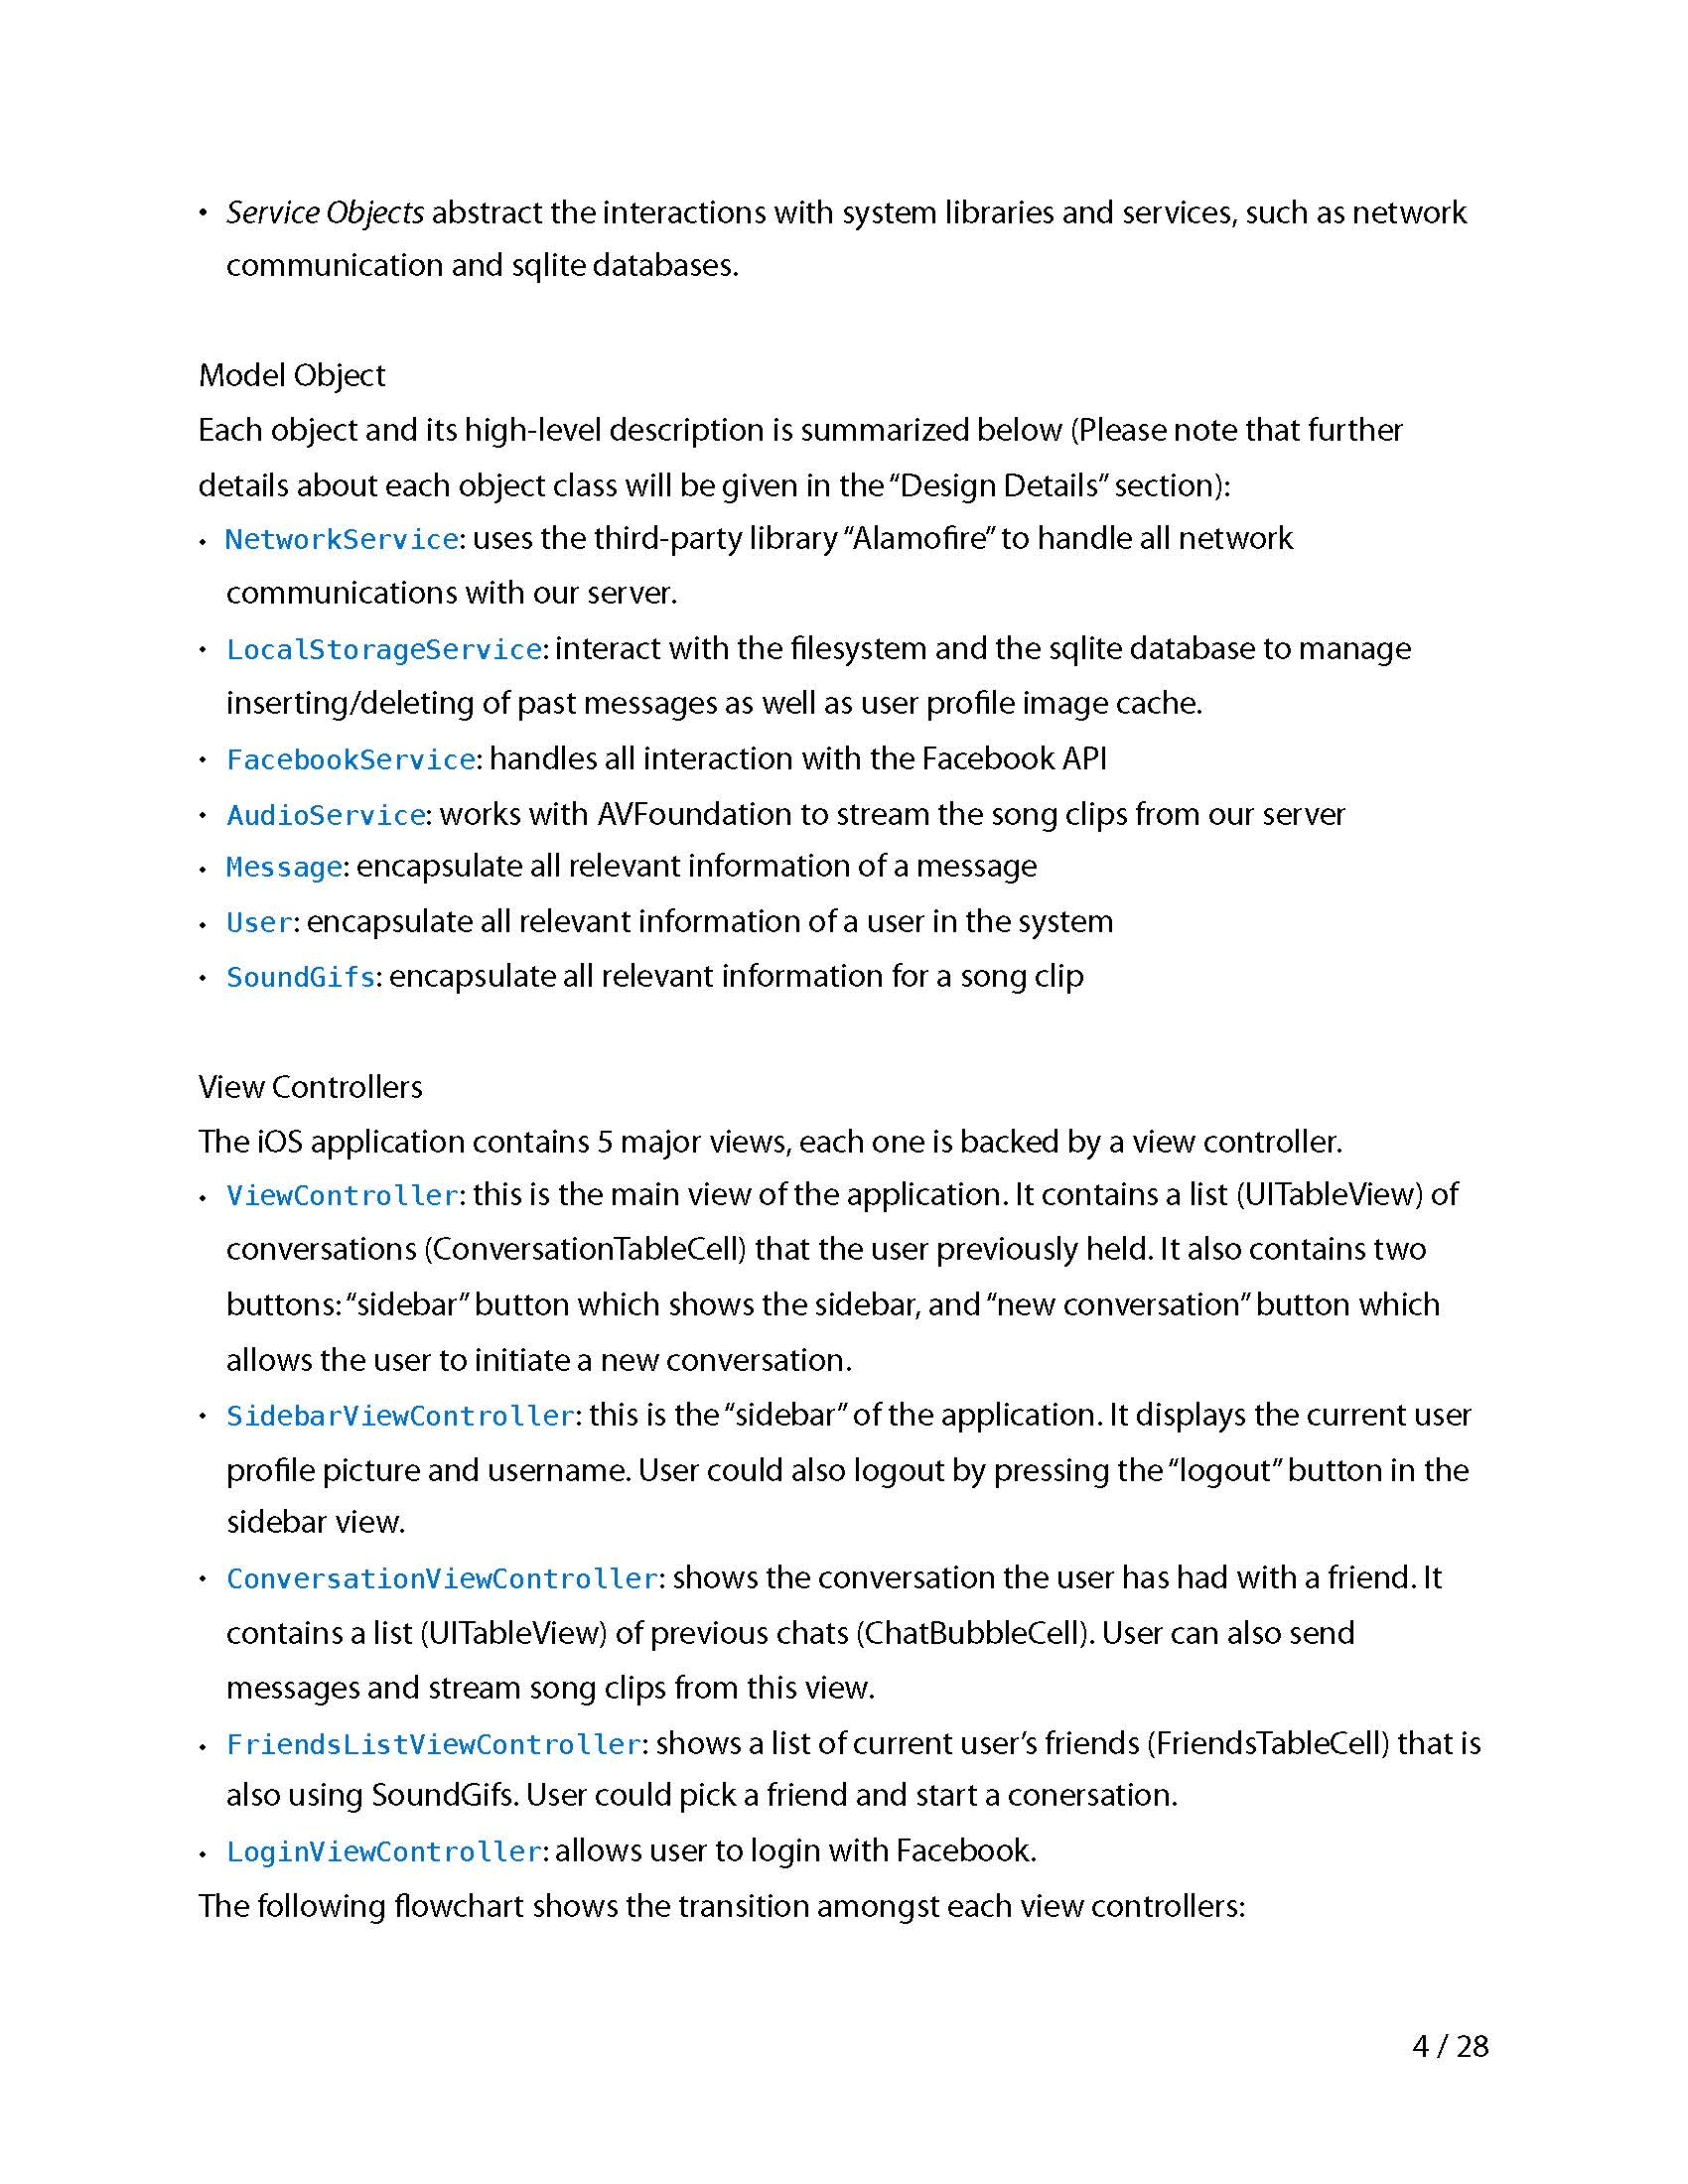 • Service Objects abstract the interactions with system libraries and services, such as network
communication and sqlite databases.
Model Object
Each object and its high-level description is summarized below (Please note that further
details about each object class will be given in the “Design Details” section):
• NetworkService: uses the third-party library “Alamofire” to handle all network
communications with our server.
• LocalStorageService: interact with the filesystem and the sqlite database to manage
inserting/deleting of past messages as well as user profile image cache.
• FacebookService: handles all interaction with the Facebook API
• AudioService: works with AVFoundation to stream the song clips from our server
• Message: encapsulate all relevant information of a message
• User: encapsulate all relevant information of a user in the system
• SoundGifs: encapsulate all relevant information for a song clip
View Controllers
The iOS application contains 5 major views, each one is backed by a view controller.
• ViewController: this is the main view of the application. It contains a list (UITableView) of
conversations (ConversationTableCell) that the user previously held. It also contains two
buttons: “sidebar” button which shows the sidebar, and “new conversation” button which
allows the user to initiate a new conversation.
• SidebarViewController: this is the “sidebar” of the application. It displays the current user
profile picture and username. User could also logout by pressing the “logout” button in the
sidebar view.
• ConversationViewController: shows the conversation the user has had with a friend. It
contains a list (UITableView) of previous chats (ChatBubbleCell). User can also send
messages and stream song clips from this view.
• FriendsListViewController: shows a list of current user’s friends (FriendsTableCell) that is
also using SoundGifs. User could pick a friend and start a conersation.
• LoginViewController: allows user to login with Facebook.
The following flowchart shows the transition amongst each view controllers:
4 / 28